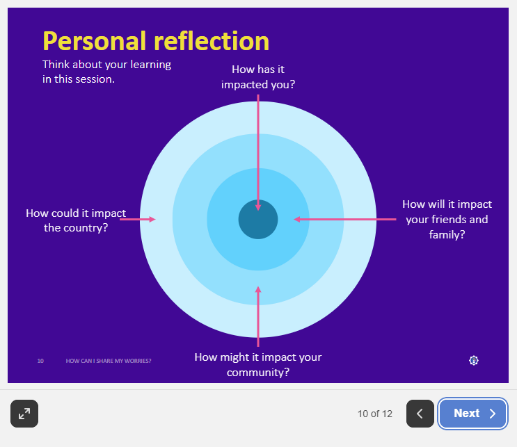 Personal reflection
Think about your learning
in this session.
How has it
impacted you?
How could it impact
the country?
How will it impact
your friends and
family?
How might it impact your
community?
10
HOW CAN I SHARE MY WORRIES?
10 of 12
Next